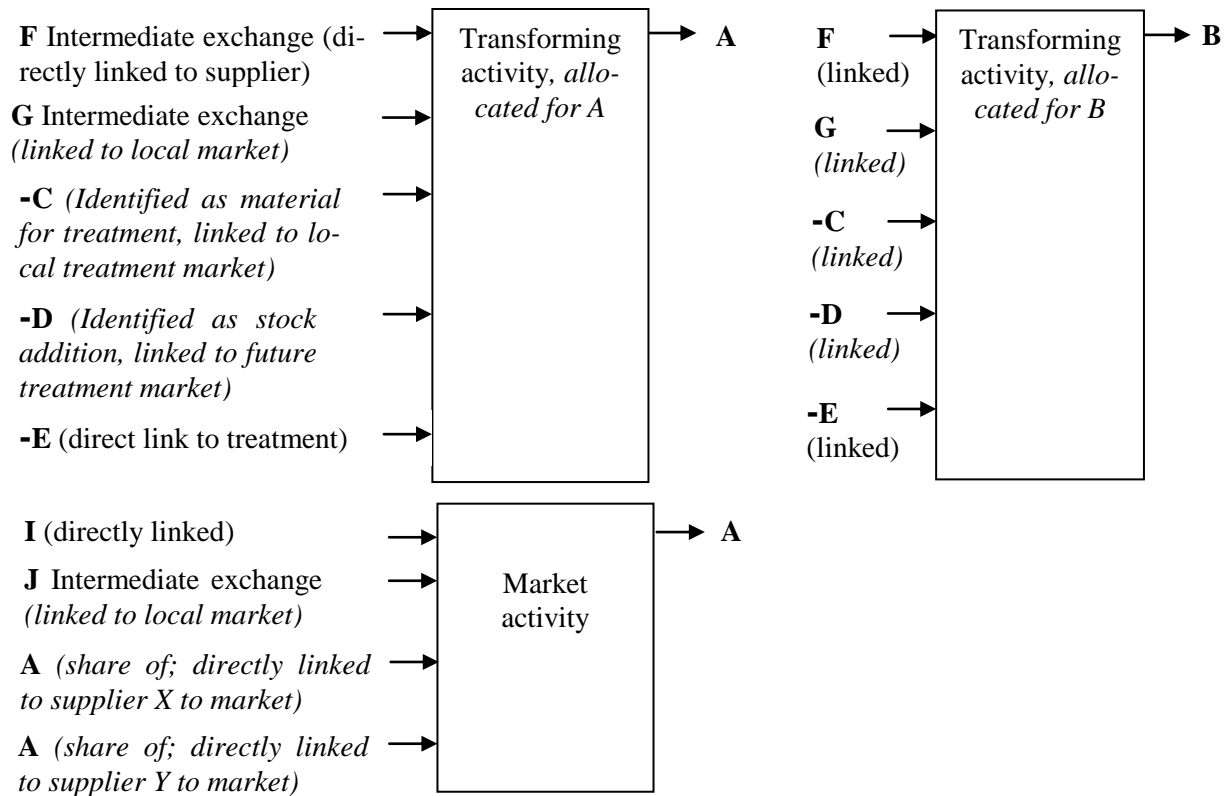 F Intermediate exchange (di-
rectly linked to supplier)
G Intermediate exchange
(linked to local market)
-C (Identified as material
for treatment, linked to lo-
cal treatment market)
-D (Identified as stock
addition, linked to future
treatment market)
-E (direct link to treatment)
Transforming
activity, allo-
cated for A
A
F
(linked)
G
(linked)
-C
(linked)
-D
(linked)
-E
(linked)
Transforming
activity, allo-
cated for B
B
I (directly linked)
J Intermediate exchange
(linked to local market)
A (share of; directly linked
to supplier X to market)
A (share of; directly linked
to supplier Y to market)
Market
activity
A